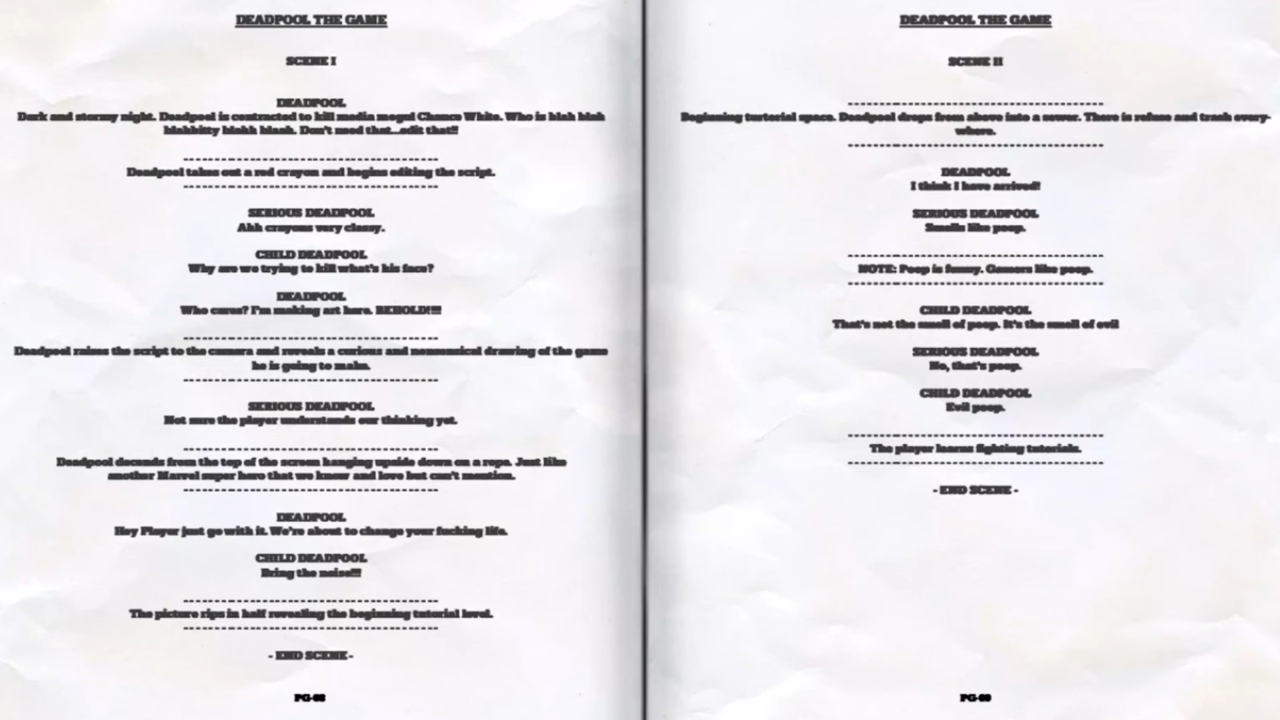 DEADPOOL THE GAME
SCENE I
DEADPOOL
Dark and stormy night. Deadpool is contracted to kill media mogul Chance White. Who is blah blah
blahbitty blahh blaah. Don't need that...edit that!!
Deadpool takes out a red crayon and begins editing the script.
SERIOUS DEADPOOL
Ahh crayons very classy.
CHILD DEADPOOL
Why are we trying to kill what's his face?
DEADPOOL
Who cares? I'm making art here. BEHOLD!!!!
Deadpool raises the script to the camera and reveals a curious and nonsensical drawing of the game
he is going to make.
SERIOUS DEADPOOL
Not sure the player understands our thinking yet.
Deadpool decends from the top of the screen hanging upside down on a rope. Just like
another Marvel super hero that we know and love but can't mention.
DEADPOOL
Hey Player just go with it. We're about to change your fucking life.
CHILD DEADPOOL
Bring the noise!!!
The picture rips in half revealing the beginning tutorial level.
- END SCENE -
DEADPOOL THE GAME
SCENE II
Beginning turtorial space. Deadpool drops from above into a sewer. There is refuse and trash every-
where.
DEADPOOL
I think I have arrived!
SERIOUS DEADPOOL
Smells like poop.
NOTE: Poop is funny. Gamers like poop.
CHILD DEADPOOL
That's not the smell of poop. It's the smell of evil
SERIOUS DEADPOOL
No, that's poop.
CHILD DEADPOOL
Evil poop.
The player learns fighting tutorials.
- END SCENE -